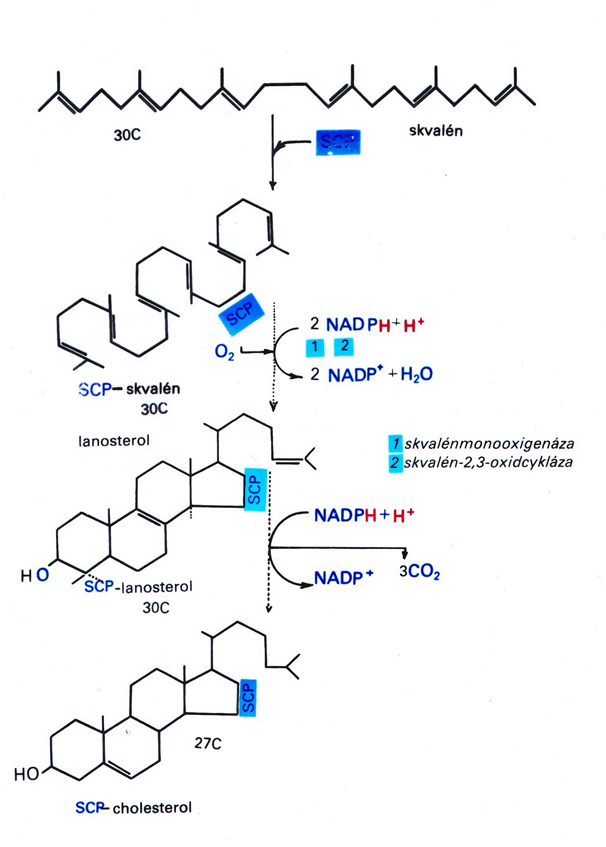 30C
skvalén
SCP
SCP
O₂
2 NADPH+H⁺
1 2
2 NADP⁺ +H₂O
SCP-skvalén
30C
lanosterol
1 skvalénmonooxigenáza
2 skvalén-2,3-oxidcykláza
SCP
NADPH+H⁺
3CO₂
NADP⁺
HO
SCP-lanosterol
30C
SCP
27C
HO
SCP-cholesterol